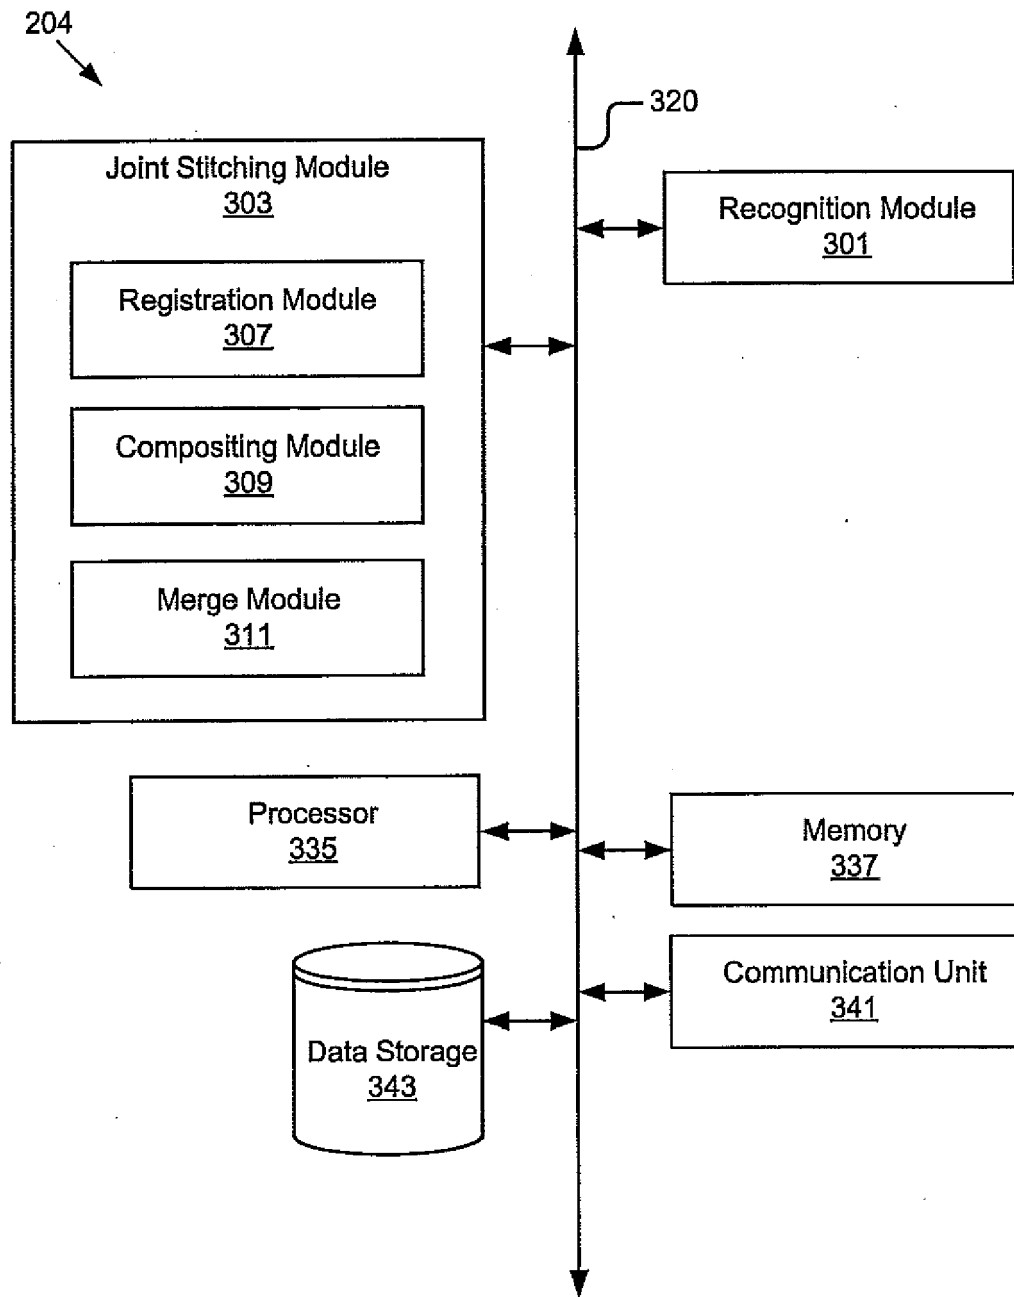 204
320
Joint Stitching Module
303
Recognition Module
301
Registration Module
307
Compositing Module
309
Merge Module
311
Processor
335
Memory
337
Communication Unit
341
Data Storage
343